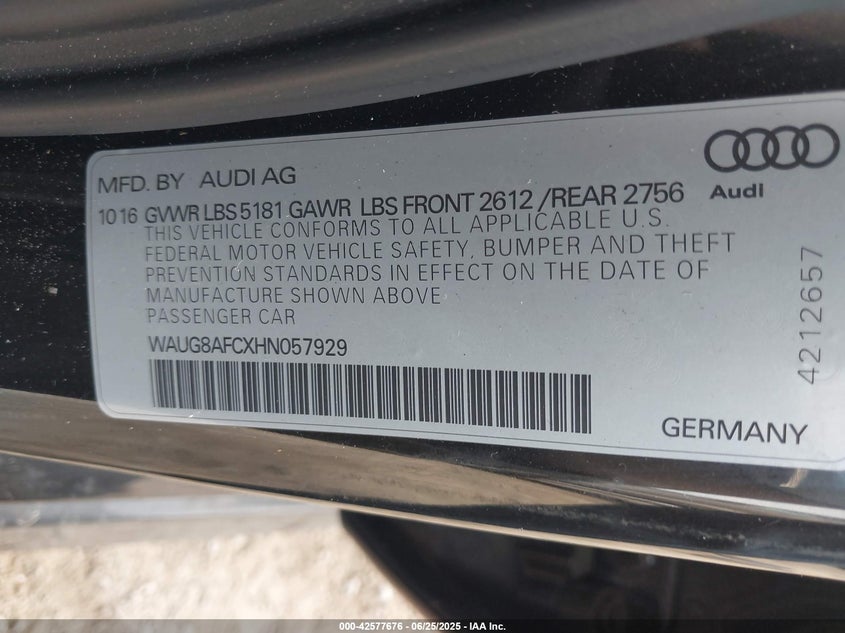 MFD. BY AUDI AG
Audi
10 16 GVWR LBS 5181 GAWR LBS FRONT 2612 /REAR 2756
THIS VEHICLE CONFORMS TO ALL APPLICABLE U.S.
FEDERAL MOTOR VEHICLE SAFETY, BUMPER AND THEFT
PREVENTION STANDARDS IN EFFECT ON THE DATE OF
MANUFACTURE SHOWN ABOVE
PASSENGER CAR
WAUG8AFCXHN057929
4212657
GERMANY
000-42577676 - 06/25/2025 - IAA Inc.